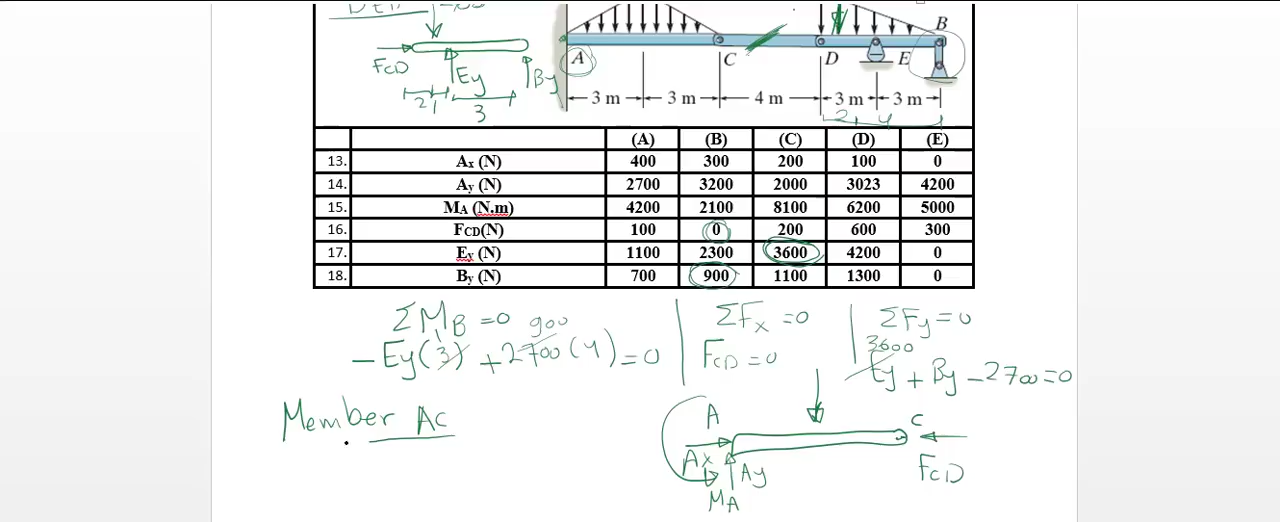 B
A
C
D
E
FCD
Ey
By
2 1
3
3 m
3 m
4 m
3 m
3 m
2 4
(A) (B) (C) (D) (E)
13. Ax (N) 400 300 200 100 0
14. Ay (N) 2700 3200 2000 3023 4200
15. MA (N.m) 4200 2100 8100 6200 5000
16. FCD(N) 100 0 200 600 300
17. Ey (N) 1100 2300 3600 4200 0
18. By (N) 700 900 1100 1300 0
ΣMB = 0 900
- Ey(3) + 2700(4) = 0
ΣFx = 0
FCD = 0
ΣFy = 0
3600
Ey + By - 2700 = 0
Member AC
A
C
Ax
Ay
MA
FCD